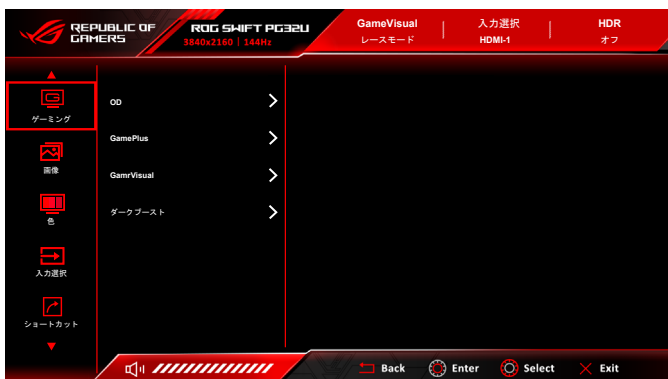 REPUBLIC OF
GAMERS
ROG SWIFT PG32U
3840x2160 | 144Hz
GameVisual
レースモード
入力選択
HDMI-1
HDR
オフ
ゲーミング
画像
色
入力選択
ショートカット
OD
GamePlus
GamrVisual
ダークブースト
Back
Enter
Select
Exit